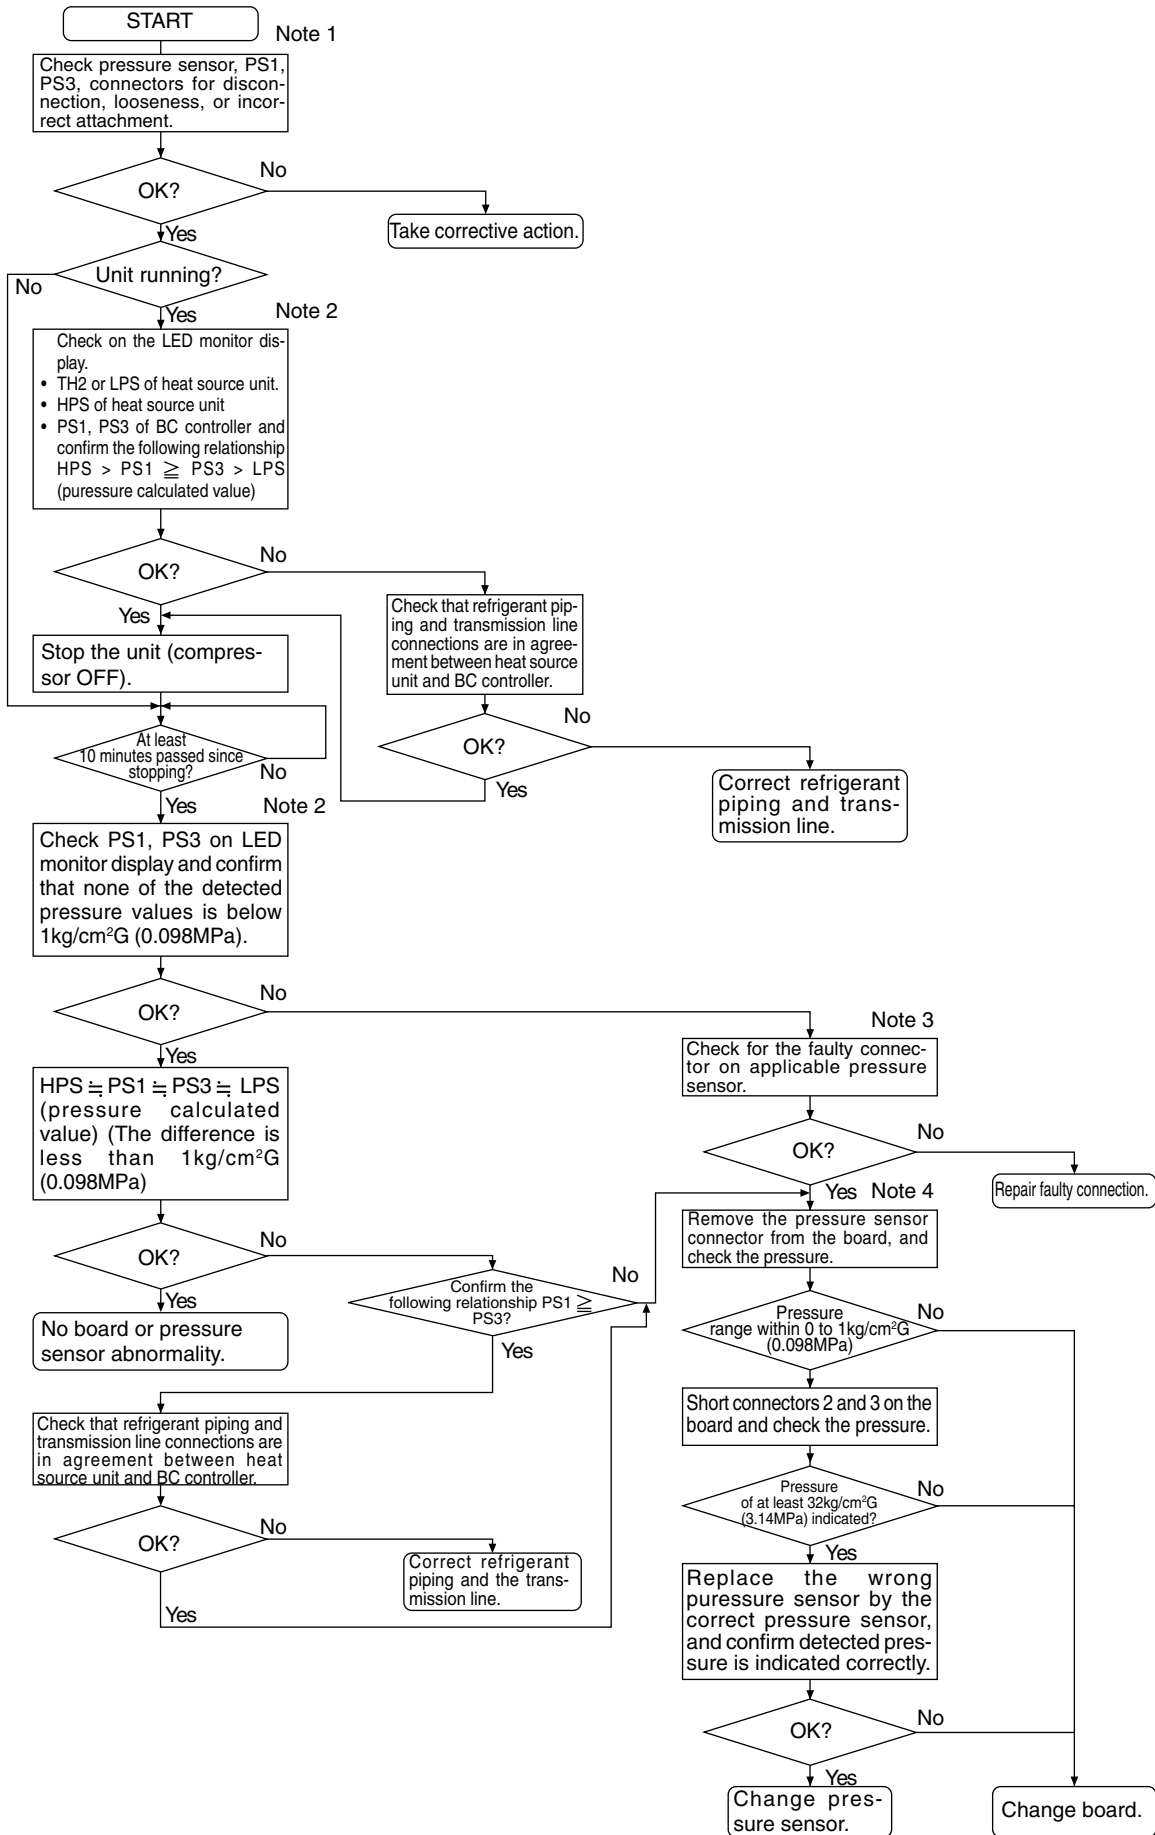 START
Note 1
Check pressure sensor, PS1,
PS3, connectors for discon-
nection, looseness, or incor-
rect attachment.
OK?
No
Take corrective action.
Yes
Unit running?
No
Yes
Note 2
Check on the LED monitor dis-
play.
• TH2 or LPS of heat source unit.
• HPS of heat source unit
• PS1, PS3 of BC controller and
confirm the following relationship
HPS > PS1 ≧ PS3 > LPS
(puressure calculated value)
OK?
No
Yes
Check that refrigerant pip-
ing and transmission line
connections are in agree-
ment between heat source
unit and BC controller.
Stop the unit (compres-
sor OFF).
OK?
No
Yes
Correct refrigerant
piping and trans-
mission line.
At least
10 minutes passed since
stopping?
No
Yes
Note 2
Check PS1, PS3 on LED
monitor display and confirm
that none of the detected
pressure values is below
1kg/cm²G (0.098MPa).
OK?
No
Yes
Note 3
Check for the faulty connec-
tor on applicable pressure
sensor.
OK?
No
Repair faulty connection.
Yes
Note 4
HPS ≒ PS1 ≒ PS3 ≒ LPS
(pressure calculated
value) (The difference is
less than 1kg/cm²G
(0.098MPa)
OK?
No
Yes
No board or pressure
sensor abnormality.
Confirm the
following relationship PS1 ≧
PS3?
No
Yes
Check that refrigerant piping and
transmission line connections are
in agreement between heat
source unit and BC controller.
OK?
No
Correct refrigerant
piping and the trans-
mission line.
Yes
Remove the pressure sensor
connector from the board, and
check the pressure.
Pressure
range within 0 to 1kg/cm²G
(0.098MPa)
No
Short connectors 2 and 3 on the
board and check the pressure.
Pressure
of at least 32kg/cm²G
(3.14MPa) indicated?
No
Yes
Replace the wrong
puressure sensor by the
correct pressure sensor,
and confirm detected pres-
sure is indicated correctly.
OK?
No
Yes
Change pres-
sure sensor.
Change board.